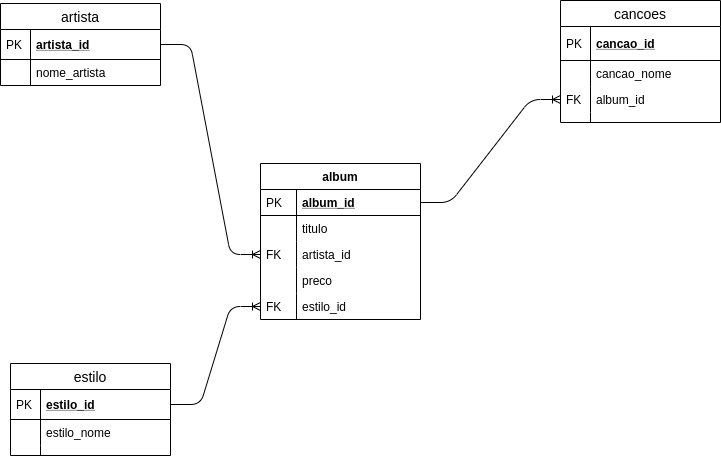 artista
PK artista_id
nome_artista
cancoes
PK cancao_id
cancao_nome
FK album_id
album
PK album_id
titulo
FK artista_id
preco
FK estilo_id
estilo
PK estilo_id
estilo_nome